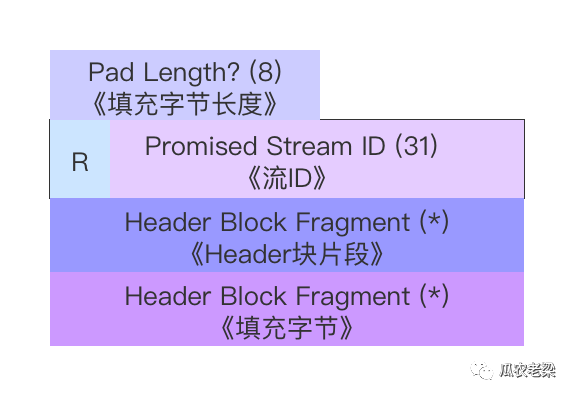 Pad Length? (8)
《填充字节长度》
R
Promised Stream ID (31)
《流ID》
Header Block Fragment (*)
《Header块片段》
Header Block Fragment (*)
《填充字节》
瓜农老梁